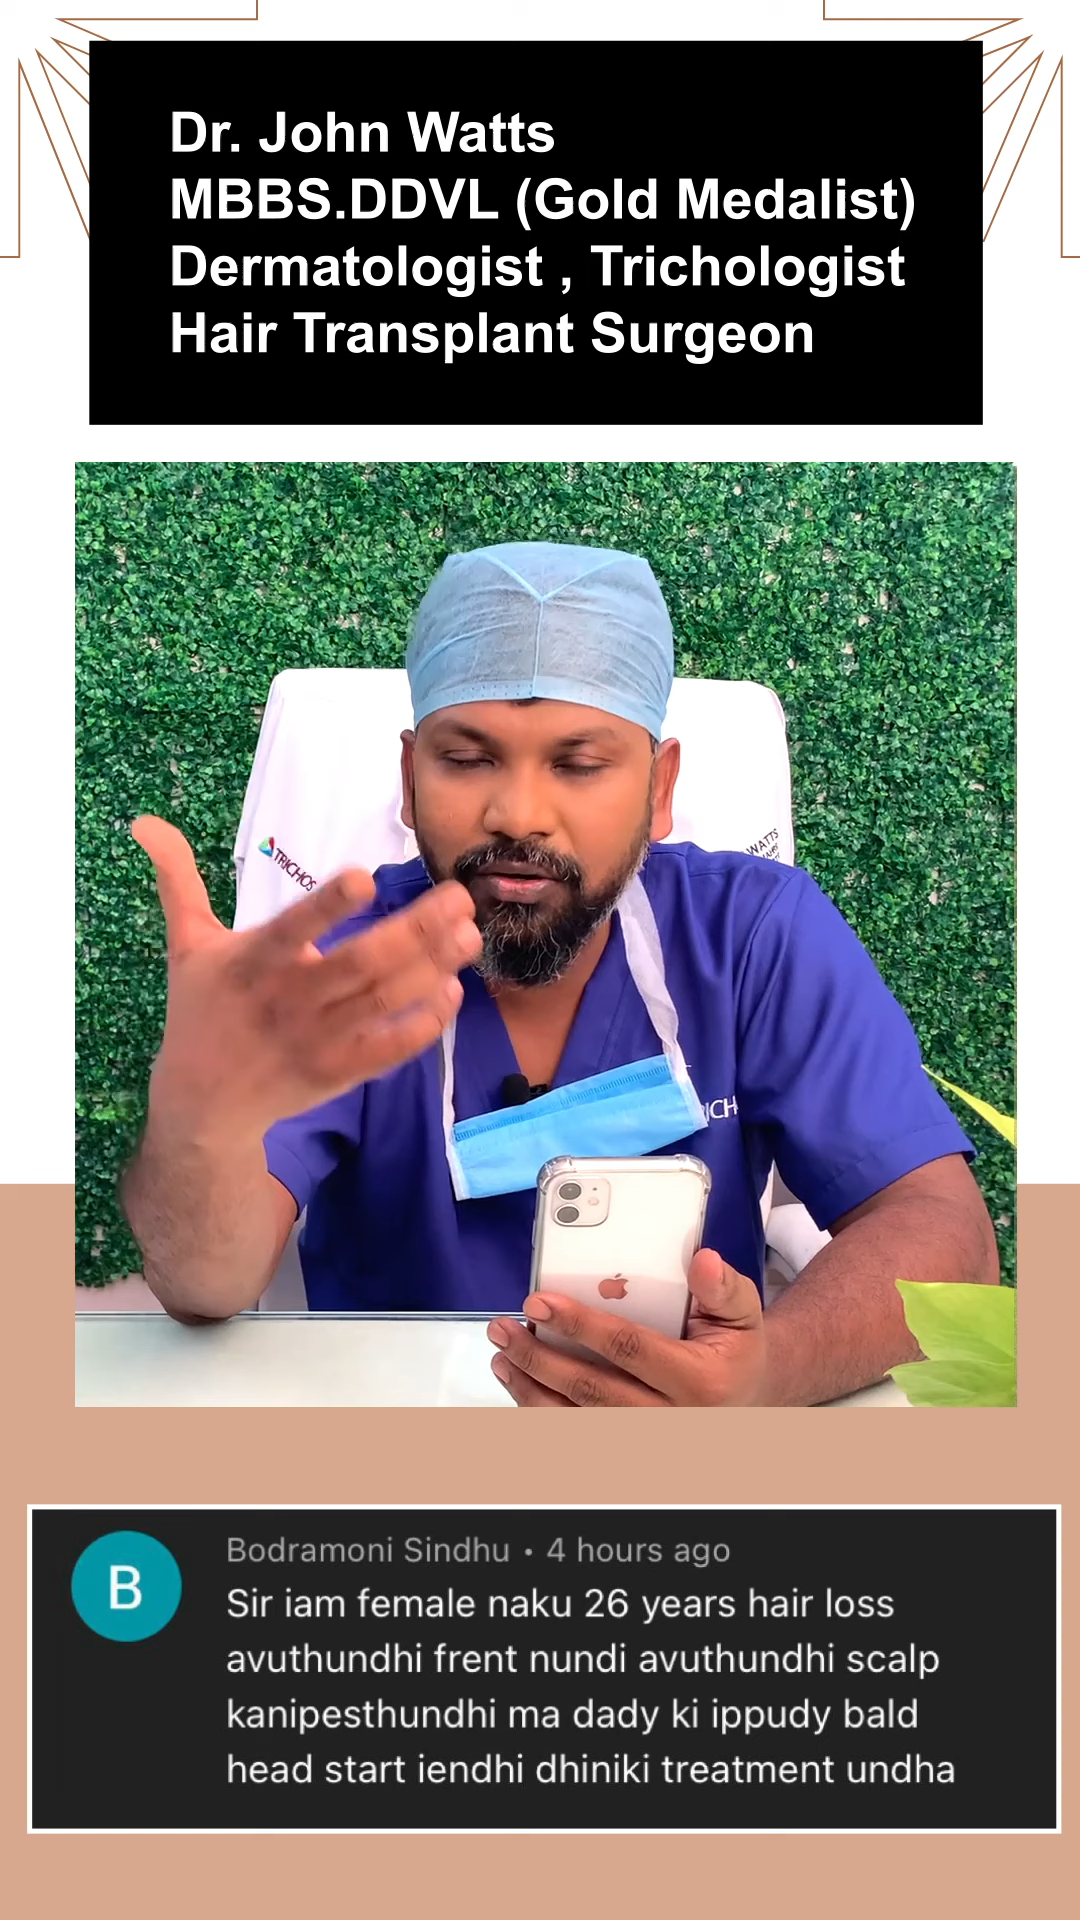 Dr. John Watts
MBBS.DDVL (Gold Medalist)
Dermatologist , Trichologist
Hair Transplant Surgeon
TRICHOS
WATTS
B
Bodramoni Sindhu • 4 hours ago
Sir iam female naku 26 years hair loss
avuthundhi frent nundi avuthundhi scalp
kanipesthundhi ma dady ki ippudy bald
head start iendhi dhiniki treatment undha